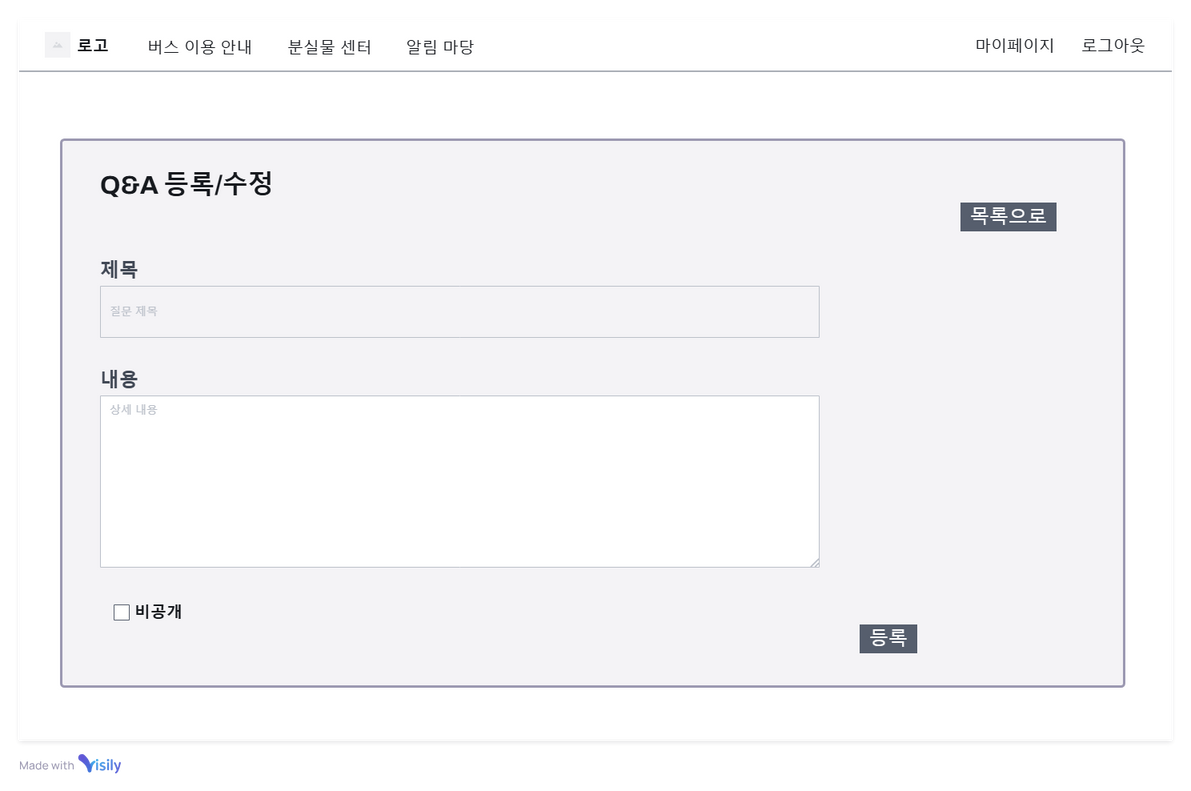 로고 버스 이용 안내 분실물 센터 알림 마당 마이페이지 로그아웃
Q&A 등록/수정
목록으로
제목
질문 제목
내용
상세 내용
비공개
등록
Made with Visily